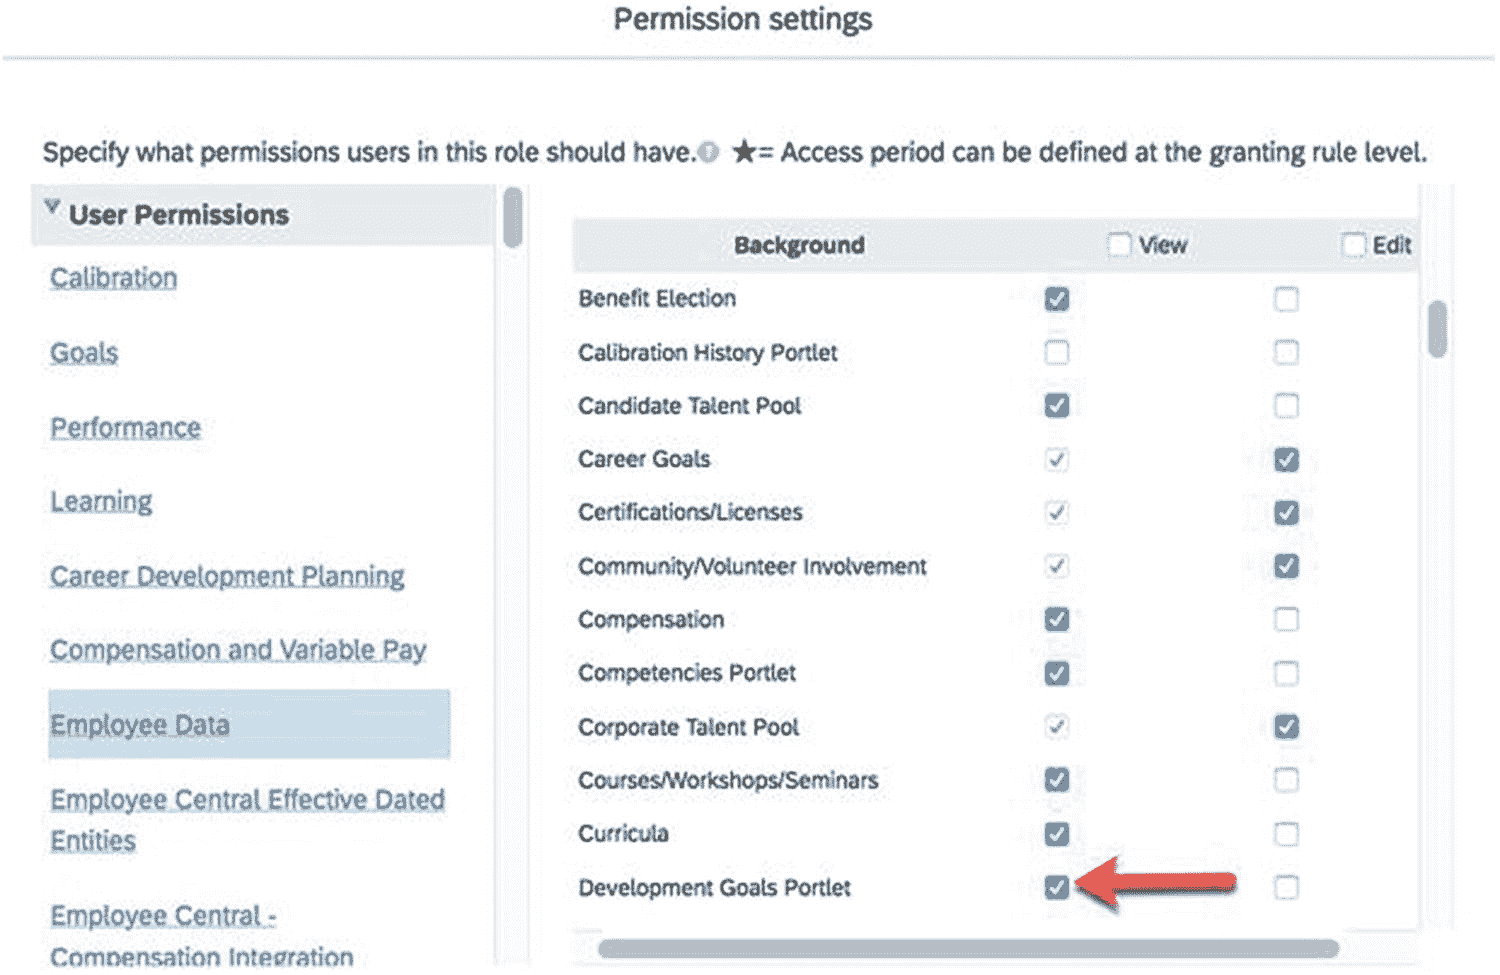 Permission settings
Specify what permissions users in this role should have. ★= Access period can be defined at the granting rule level.
User Permissions
Calibration
Goals
Performance
Learning
Career Development Planning
Compensation and Variable Pay
Employee Data
Employee Central Effective Dated
Entities
Employee Central -
Compensation Integration
Background View Edit
Benefit Election
Calibration History Portlet
Candidate Talent Pool
Career Goals
Certifications/Licenses
Community/Volunteer Involvement
Compensation
Competencies Portlet
Corporate Talent Pool
Courses/Workshops/Seminars
Curricula
Development Goals Portlet